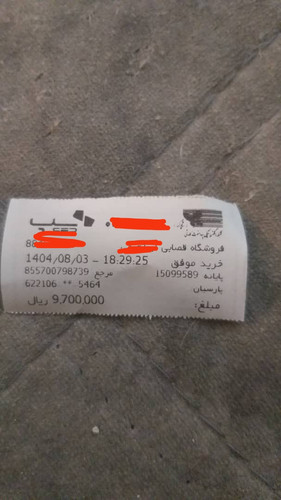 فروشگاه قصابی
88
خرید موفق 18:29:25 - 1404/08/03
پایانه 15099589 مرجع 855700798739
622106 ** 5464
پارسیان
مبلغ: 9,700,000 ریال